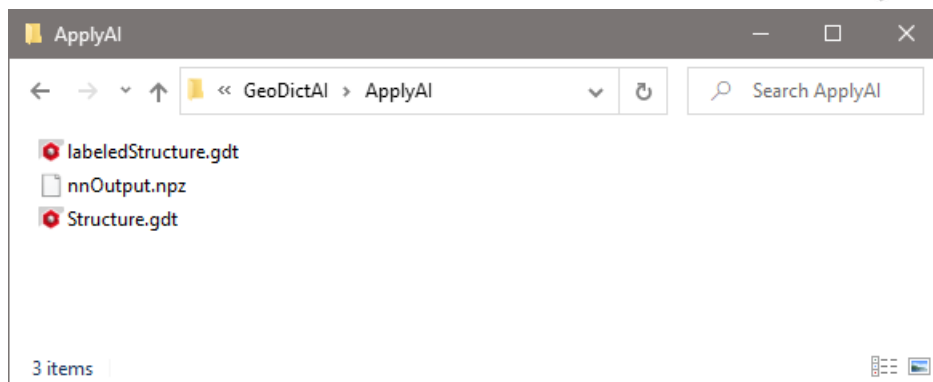 ApplyAI
« GeoDictAI › ApplyAI
Search ApplyAI
labeledStructure.gdt
nnOutput.npz
Structure.gdt
3 items